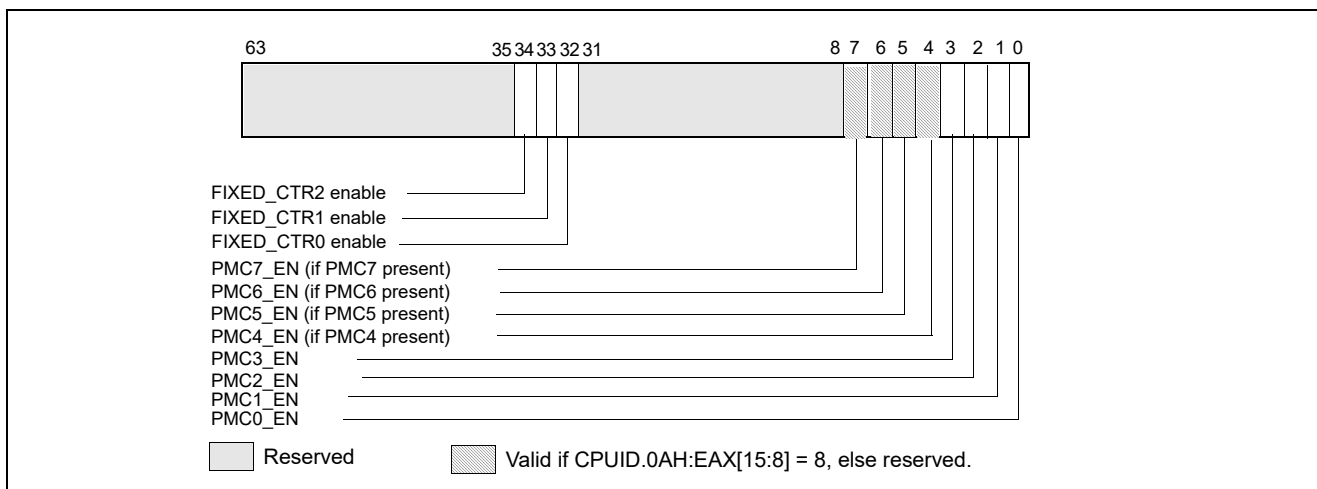 63 35 34 33 32 31 8 7 6 5 4 3 2 1 0
FIXED_CTR2 enable
FIXED_CTR1 enable
FIXED_CTR0 enable
PMC7_EN (if PMC7 present)
PMC6_EN (if PMC6 present)
PMC5_EN (if PMC5 present)
PMC4_EN (if PMC4 present)
PMC3_EN
PMC2_EN
PMC1_EN
PMC0_EN
Reserved Valid if CPUID.0AH:EAX[15:8] = 8, else reserved.